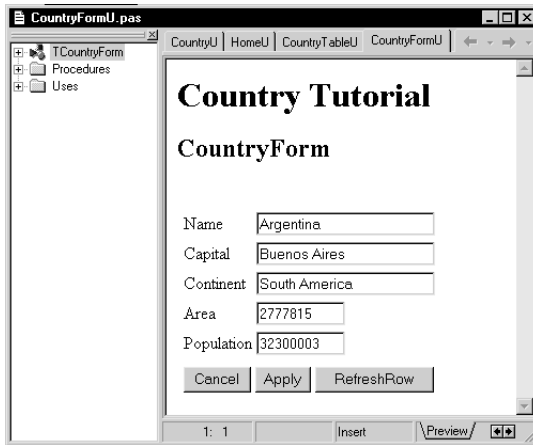 CountryFormU.pas
TCountryForm
Procedures
Uses
CountryU HomeU CountryTableU CountryFormU
Country Tutorial
CountryForm
Name Argentina
Capital Buenos Aires
Continent South America
Area 2777815
Population 32300003
Cancel Apply RefreshRow
1: 1 Insert Preview